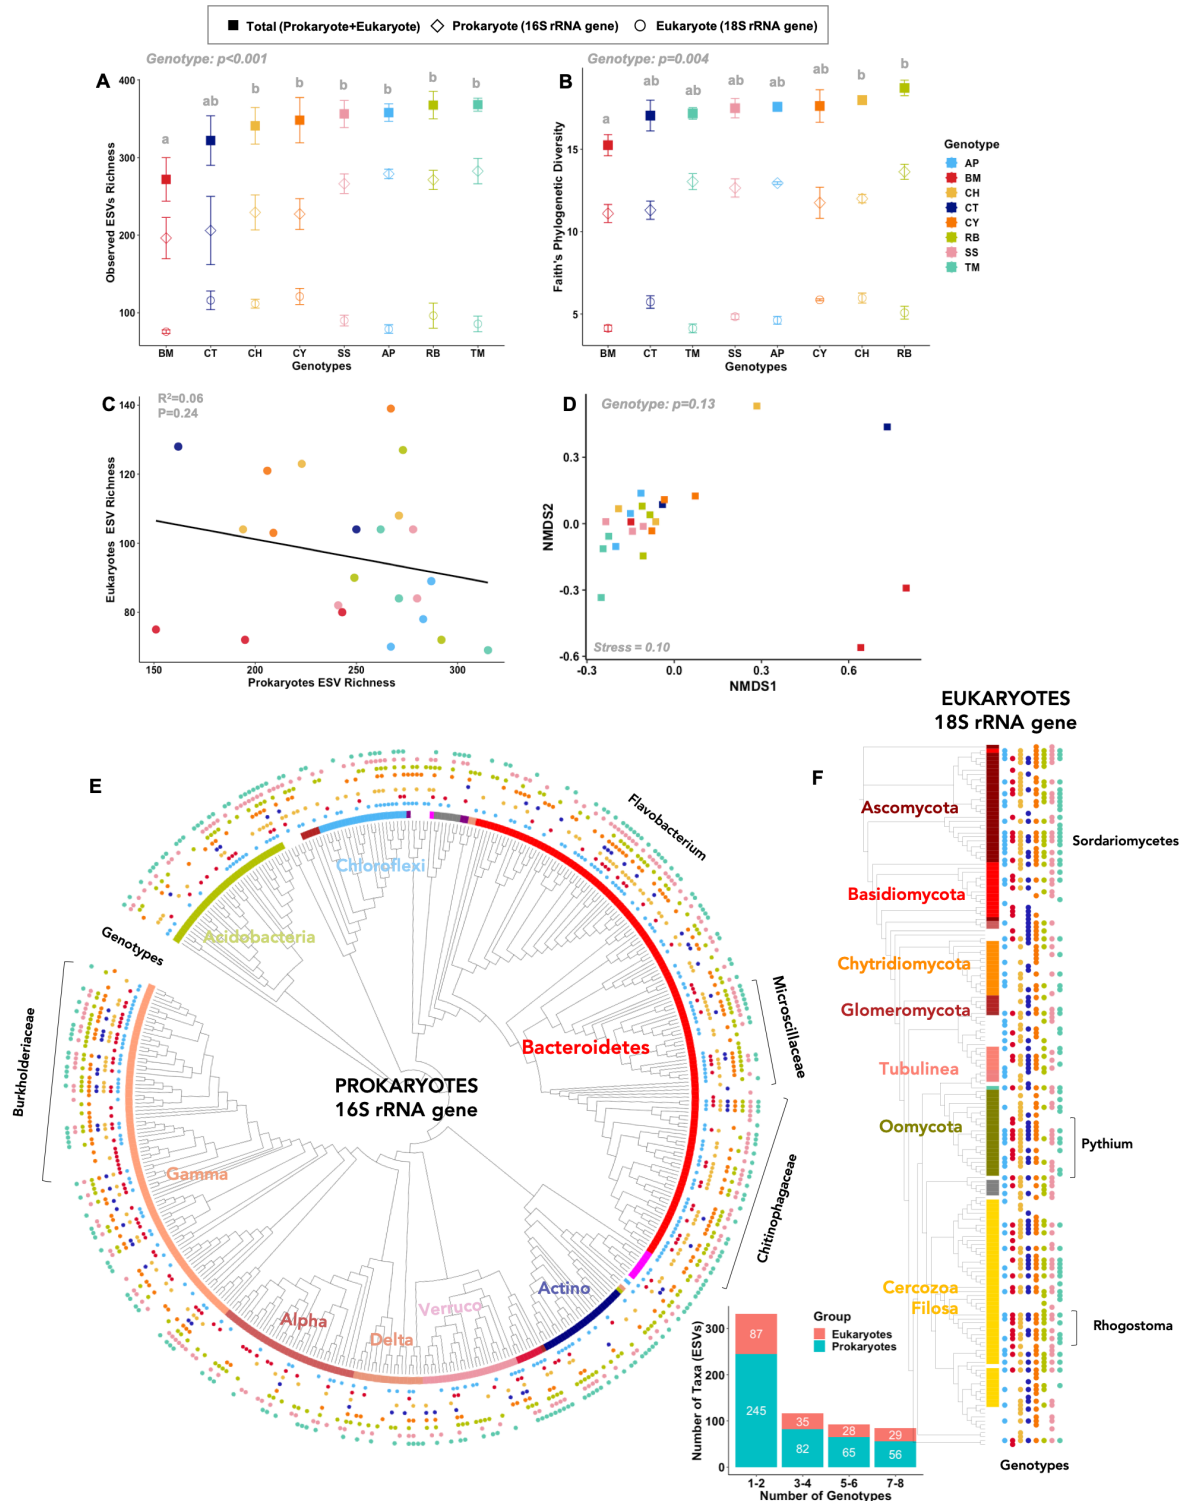 Total (Prokaryote+Eukaryote) Prokaryote (16S rRNA gene) Eukaryote (18S rRNA gene)
A
Genotype: p<0.001
a ab b b b b b b
Observed ESVs Richness
400
300
200
100
BM CT CH CY SS AP RB TM
Genotypes
B
Genotype: p=0.004
a ab ab ab ab ab b b
Faith's Phylogenetic Diversity
15
10
5
BM CT TM SS AP CY CH RB
Genotypes
Genotype
AP
BM
CH
CT
CY
RB
SS
TM
C
R²=0.06
P=0.24
Eukaryotes ESV Richness
140
120
100
80
150 200 250 300
Prokaryotes ESV Richness
D
Genotype: p=0.13
NMDS2
0.3
0.0
-0.3
-0.6
Stress = 0.10
-0.3 0.0 0.3 0.6
NMDS1
E
Flavobacterium
Chloroflexi
Acidobacteria
Genotypes
Burkholderiaceae
Microscillaceae
Bacteroidetes
PROKARYOTES
16S rRNA gene
Chitinophagaceae
Gamma
Actino
Verruco
Alpha
Delta
EUKARYOTES
18S rRNA gene
F
Ascomycota
Sordariomycetes
Basidiomycota
Chytridiomycota
Glomeromycota
Tubulinea
Oomycota
Pythium
Cercozoa
Filosa
Rhogostoma
Genotypes
Number of Taxa (ESVs)
300
200
100
0
Group
Eukaryotes
Prokaryotes
87
245
35
82
28
65
29
56
1-2 3-4 5-6 7-8
Number of Genotypes